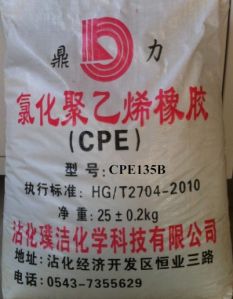 鼎 力
氯化聚乙烯橡胶
(CPE)
型号:CPE135B
执行标准: HG/T2704-2010
净重:25±0.2kg
沾化璞洁化学科技有限公司
地址:沾化经济开发区恒业三路
电话:0543-7355629